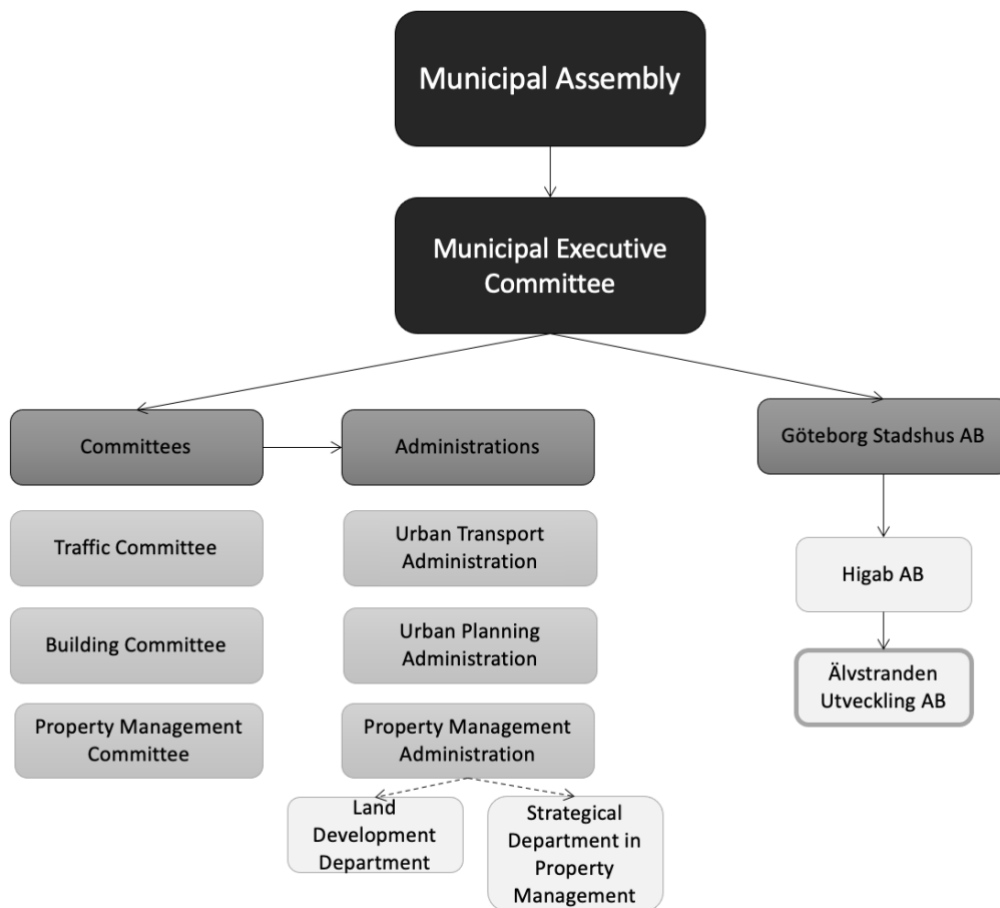 Municipal Assembly
Municipal Executive
Committee
Committees
Administrations
Göteborg Stadshus AB
Traffic Committee
Urban Transport
Administration
Higab AB
Building Committee
Urban Planning
Administration
Älvstranden
Utveckling AB
Property Management
Committee
Property Management
Administration
Land
Development
Department
Strategical
Department in
Property
Management